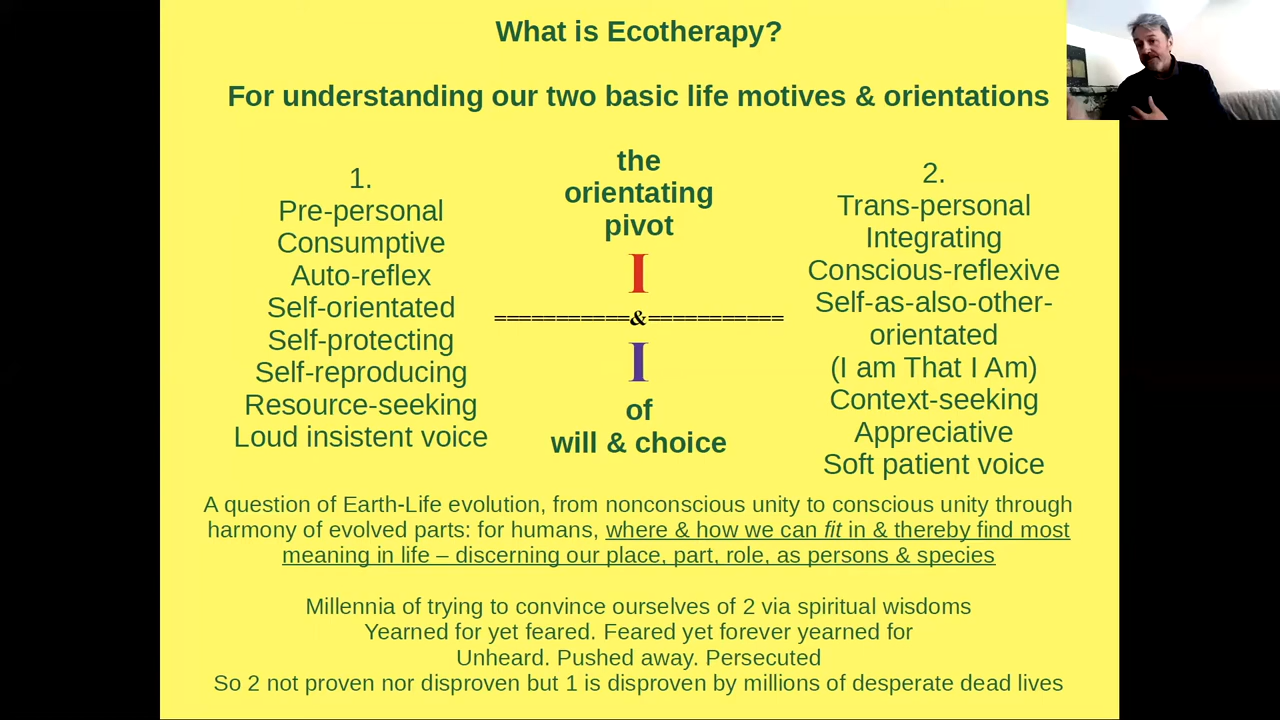 What is Ecotherapy?
For understanding our two basic life motives & orientations
1.
Pre-personal
Consumptive
Auto-reflex
Self-orientated
Self-protecting
Self-reproducing
Resource-seeking
Loud insistent voice
the
orientating
pivot
I
===========&===========
I
of
will & choice
2.
Trans-personal
Integrating
Conscious-reflexive
Self-as-also-other-
orientated
(I am That I Am)
Context-seeking
Appreciative
Soft patient voice
A question of Earth-Life evolution, from nonconscious unity to conscious unity through
harmony of evolved parts: for humans, where & how we can fit in & thereby find most
meaning in life – discerning our place, part, role, as persons & species
Millennia of trying to convince ourselves of 2 via spiritual wisdoms
Yearned for yet feared. Feared yet forever yearned for
Unheard. Pushed away. Persecuted
So 2 not proven nor disproven but 1 is disproven by millions of desperate dead lives